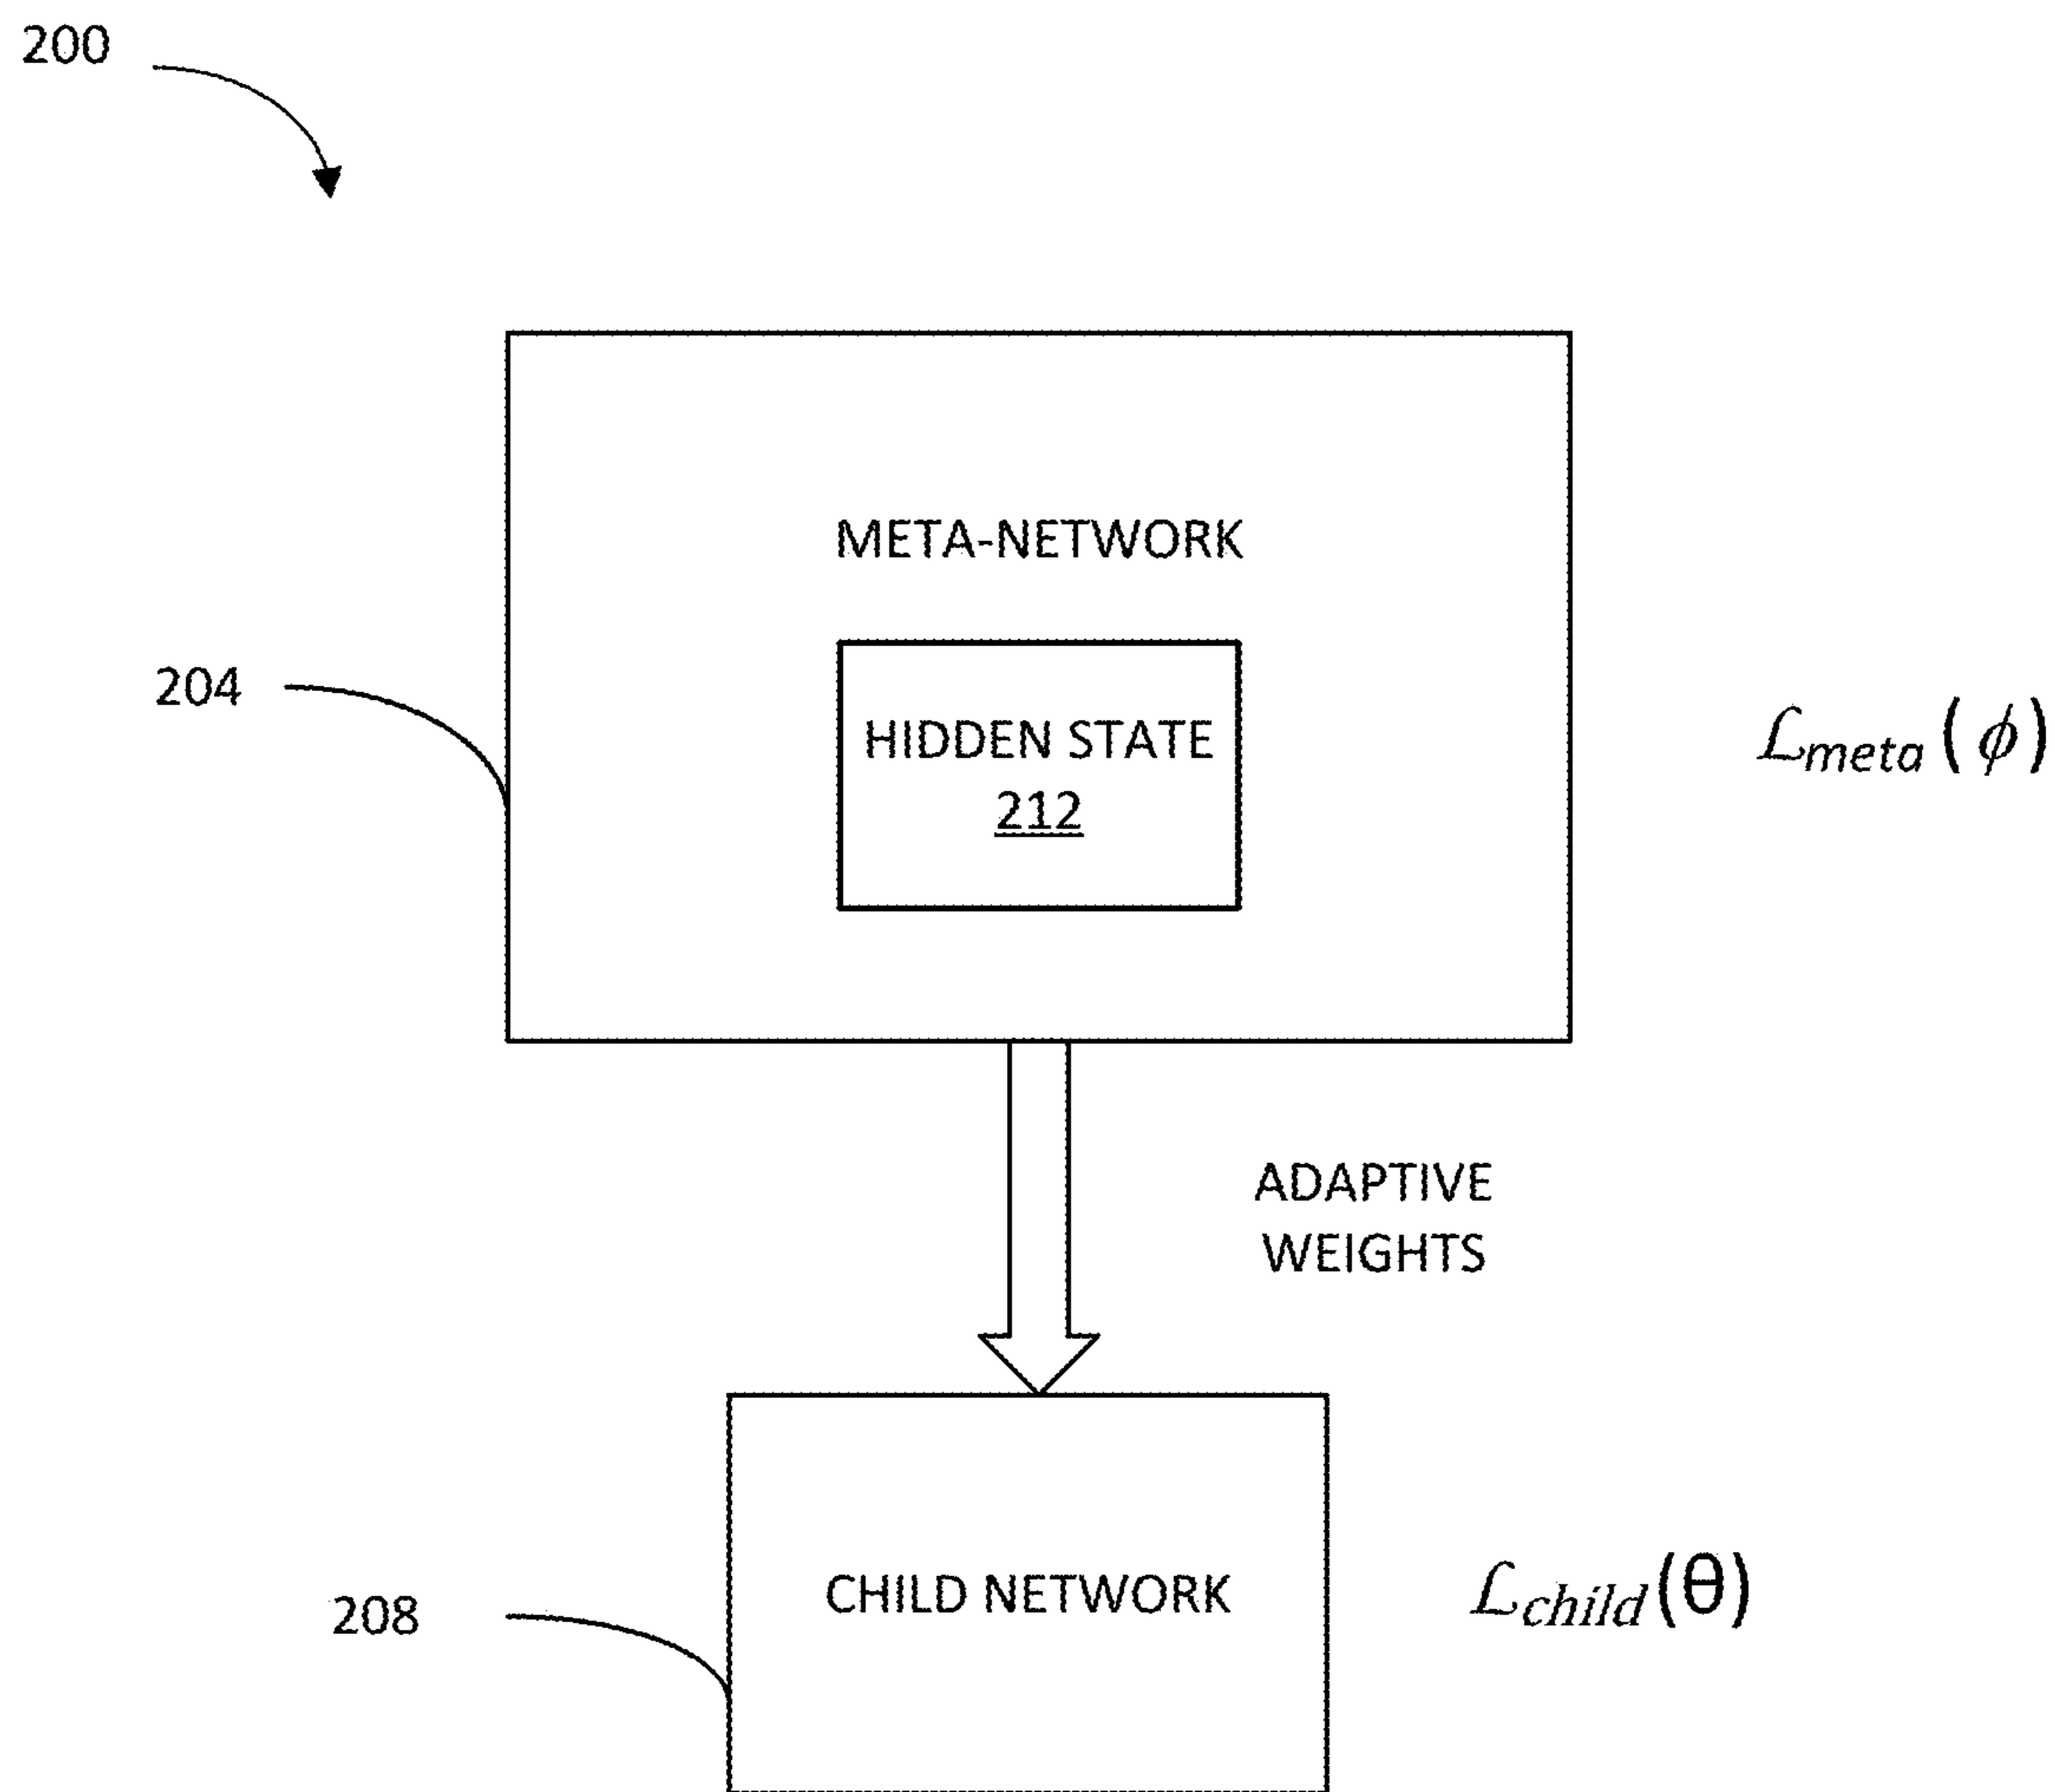 200
META-NETWORK
204
HIDDEN STATE
212
ℒmeta (ϕ)
ADAPTIVE
WEIGHTS
CHILD NETWORK
208
ℒchild (θ)